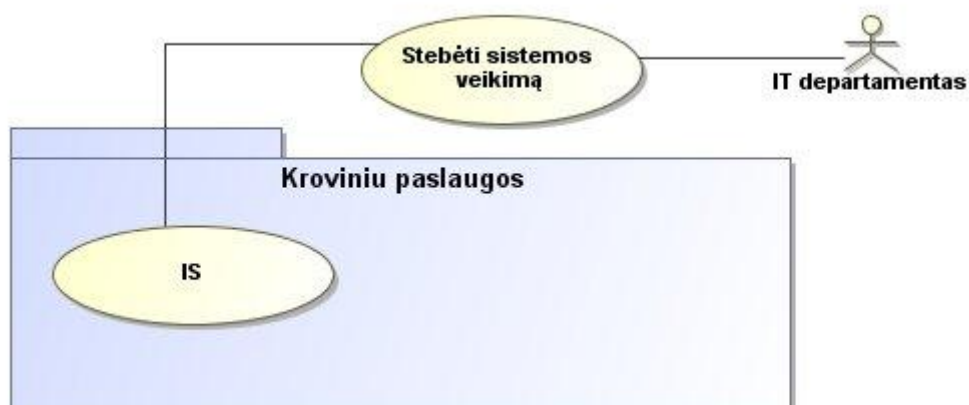 Stebėti sistemos
veikimą
IT departamentas
Kroviniu paslaugos
IS